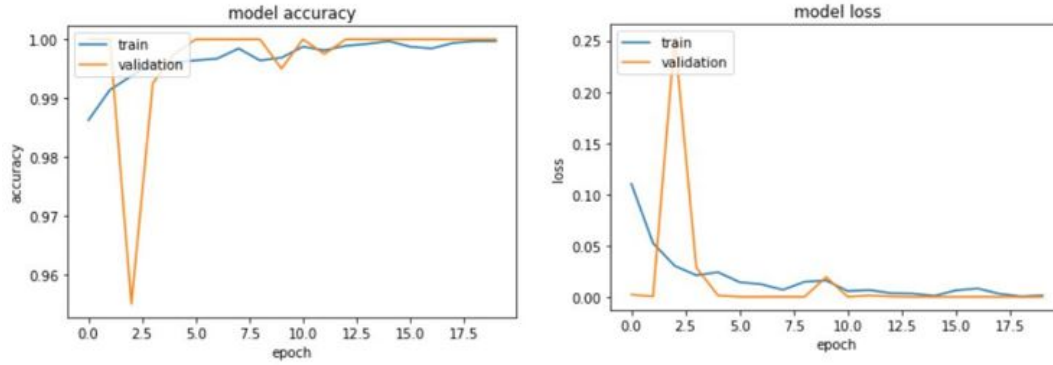 model accuracy
1.00
0.99
0.98
0.97
0.96
accuracy
train
validation
0.0 2.5 5.0 7.5 10.0 12.5 15.0 17.5
epoch
model loss
0.25
0.20
0.15
0.10
0.05
0.00
loss
train
validation
0.0 2.5 5.0 7.5 10.0 12.5 15.0 17.5
epoch